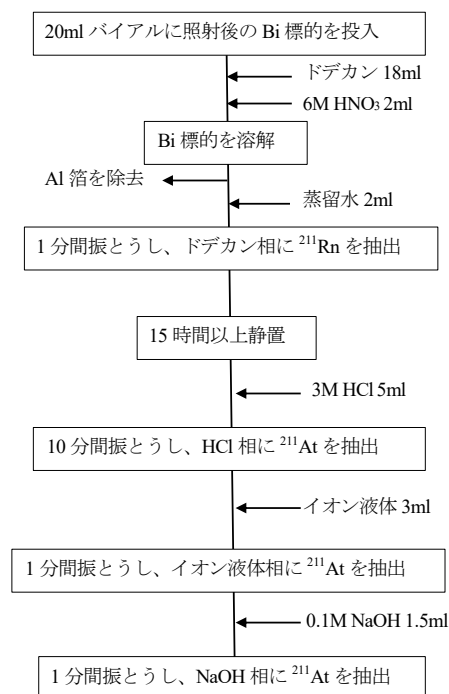 20ml バイアルに照射後の Bi 標的を投入
ドデカン 18ml
6M HNO₃ 2ml
Bi 標的を溶解
Al 箔を除去
蒸留水 2ml
1 分間振とうし、ドデカン相に ²¹¹Rn を抽出
15 時間以上静置
3M HCl 5ml
10 分間振とうし、HCl 相に ²¹¹At を抽出
イオン液体 3ml
1 分間振とうし、イオン液体相に ²¹¹At を抽出
0.1M NaOH 1.5ml
1 分間振とうし、NaOH 相に ²¹¹At を抽出